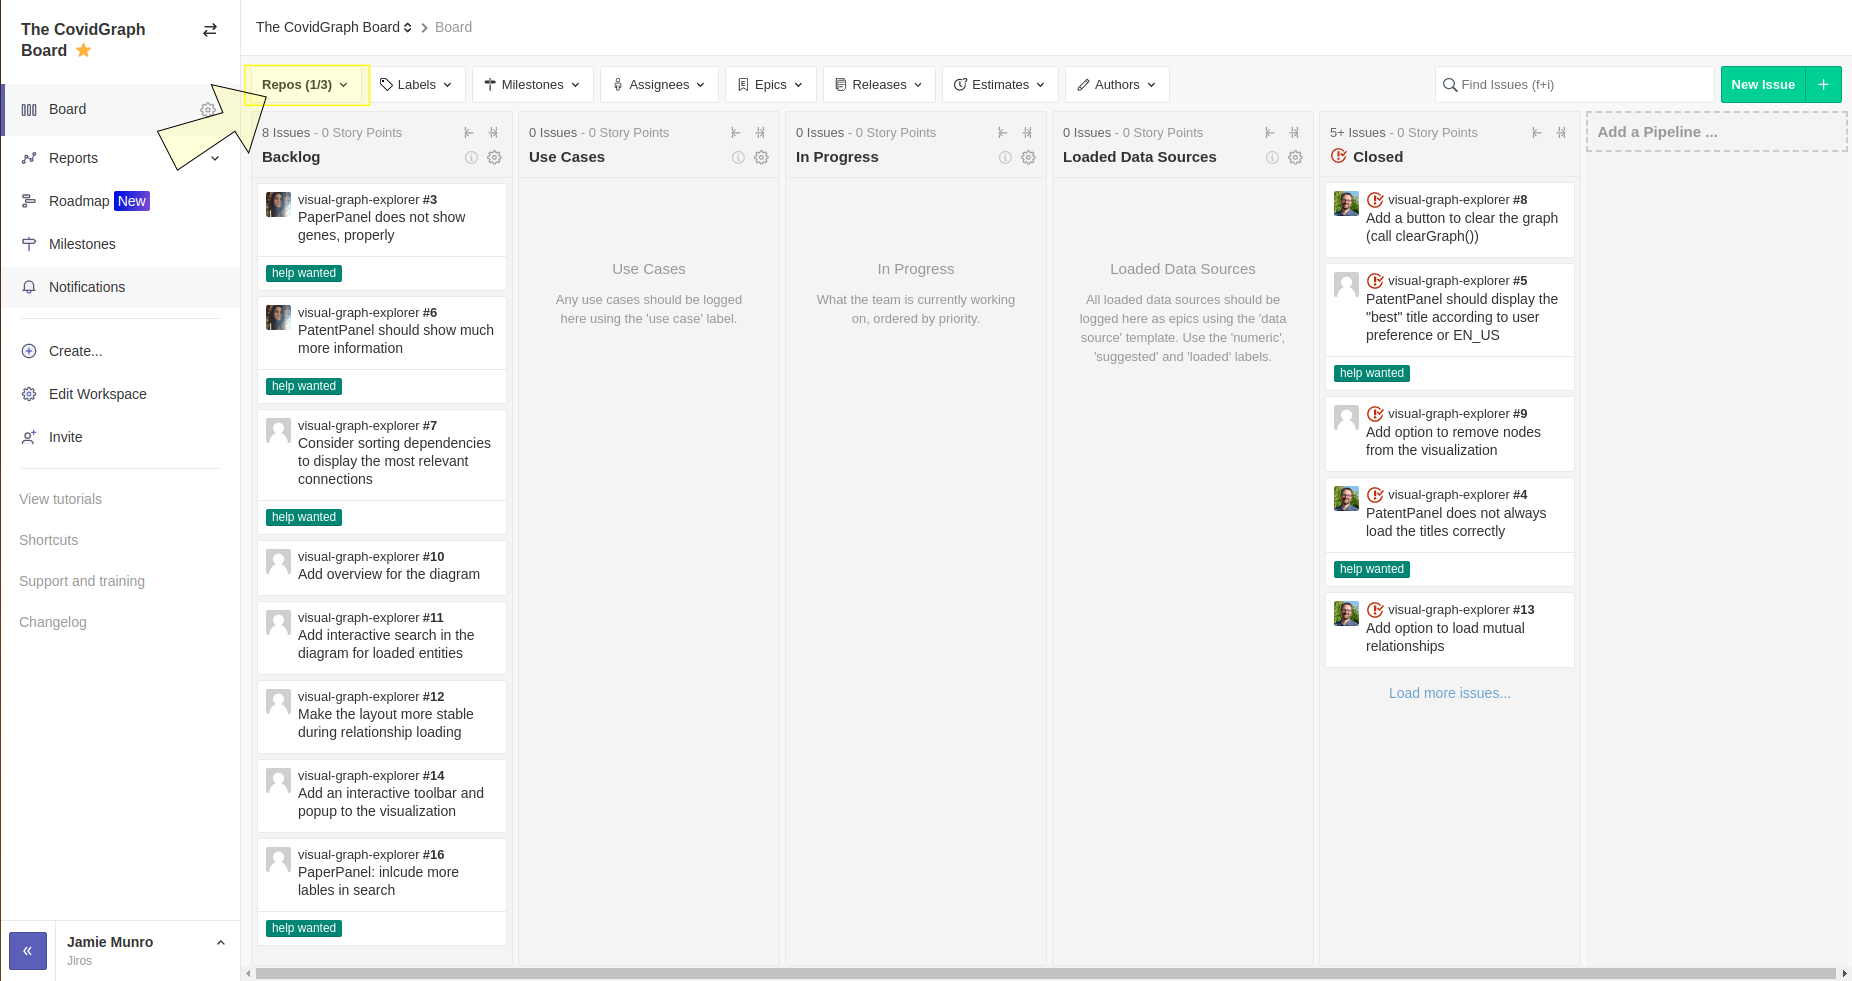 The CovidGraph
Board
Board
Reports
Roadmap New
Milestones
Notifications
Create...
Edit Workspace
Invite
View tutorials
Shortcuts
Support and training
Changelog
Jamie Munro
Jiros
The CovidGraph Board > Board
Repos (1/3) Labels Milestones Assignees Epics Releases Estimates Authors Find Issues (f+i) New Issue +
8 Issues - 0 Story Points
Backlog
visual-graph-explorer #3
PaperPanel does not show
genes, properly
help wanted
visual-graph-explorer #6
PatentPanel should show much
more information
help wanted
visual-graph-explorer #7
Consider sorting dependencies
to display the most relevant
connections
help wanted
visual-graph-explorer #10
Add overview for the diagram
visual-graph-explorer #11
Add interactive search in the
diagram for loaded entities
visual-graph-explorer #12
Make the layout more stable
during relationship loading
visual-graph-explorer #14
Add an interactive toolbar and
popup to the visualization
visual-graph-explorer #16
PaperPanel: inlcude more
lables in search
help wanted
0 Issues - 0 Story Points
Use Cases
Use Cases
Any use cases should be logged
here using the 'use case' label.
0 Issues - 0 Story Points
In Progress
In Progress
What the team is currently working
on, ordered by priority.
0 Issues - 0 Story Points
Loaded Data Sources
Loaded Data Sources
All loaded data sources should be
logged here as epics using the 'data
source' template. Use the 'numeric',
'suggested' and 'loaded' labels.
5+ Issues - 0 Story Points
Closed
visual-graph-explorer #8
Add a button to clear the graph
(call clearGraph())
visual-graph-explorer #5
PatentPanel should display the
"best" title according to user
preference or EN_US
help wanted
visual-graph-explorer #9
Add option to remove nodes
from the visualization
visual-graph-explorer #4
PatentPanel does not always
load the titles correctly
help wanted
visual-graph-explorer #13
Add option to load mutual
relationships
Load more issues...
Add a Pipeline ...